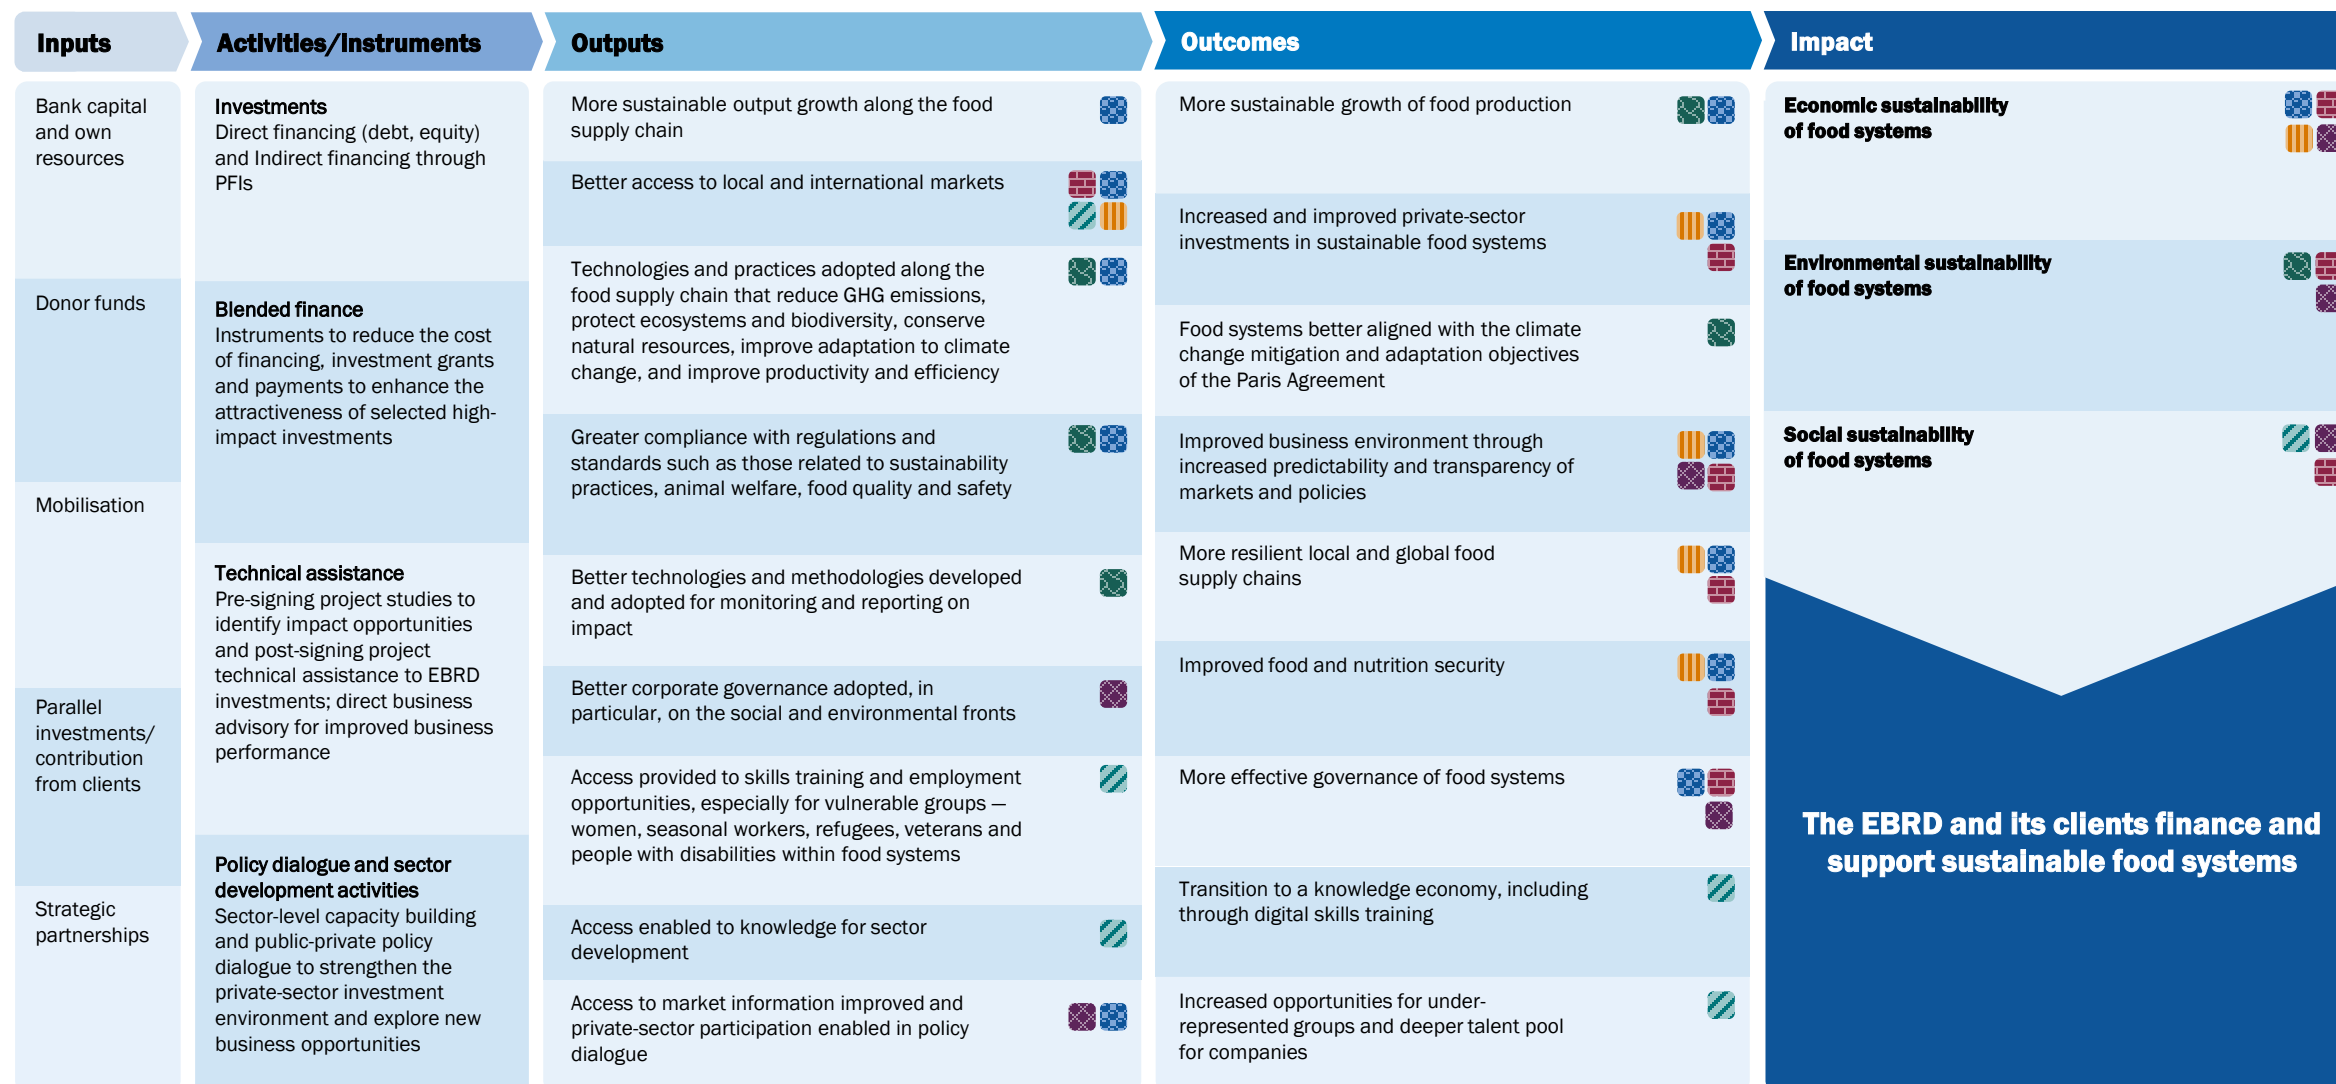 Inputs
Activities/Instruments
Outputs
Outcomes
Impact
Bank capital
and own
resources
Donor funds
Mobilisation
Parallel
investments/
contribution
from clients
Strategic
partnerships
Investments
Direct financing (debt, equity)
and Indirect financing through
PFIs
Blended finance
Instruments to reduce the cost
of financing, investment grants
and payments to enhance the
attractiveness of selected high-
impact investments
Technical assistance
Pre-signing project studies to
identify impact opportunities
and post-signing project
technical assistance to EBRD
investments; direct business
advisory for improved business
performance
Policy dialogue and sector
development activities
Sector-level capacity building
and public-private policy
dialogue to strengthen the
private-sector investment
environment and explore new
business opportunities
More sustainable output growth along the food
supply chain
Better access to local and international markets
Technologies and practices adopted along the
food supply chain that reduce GHG emissions,
protect ecosystems and biodiversity, conserve
natural resources, improve adaptation to climate
change, and improve productivity and efficiency
Greater compliance with regulations and
standards such as those related to sustainability
practices, animal welfare, food quality and safety
Better technologies and methodologies developed
and adopted for monitoring and reporting on
impact
Better corporate governance adopted, in
particular, on the social and environmental fronts
Access provided to skills training and employment
opportunities, especially for vulnerable groups —
women, seasonal workers, refugees, veterans and
people with disabilities within food systems
Access enabled to knowledge for sector
development
Access to market information improved and
private-sector participation enabled in policy
dialogue
More sustainable growth of food production
Increased and improved private-sector
investments in sustainable food systems
Food systems better aligned with the climate
change mitigation and adaptation objectives
of the Paris Agreement
Improved business environment through
increased predictability and transparency of
markets and policies
More resilient local and global food
supply chains
Improved food and nutrition security
More effective governance of food systems
Transition to a knowledge economy, including
through digital skills training
Increased opportunities for under-
represented groups and deeper talent pool
for companies
Economic sustainability
of food systems
Environmental sustainability
of food systems
Social sustainability
of food systems
The EBRD and its clients finance and
support sustainable food systems